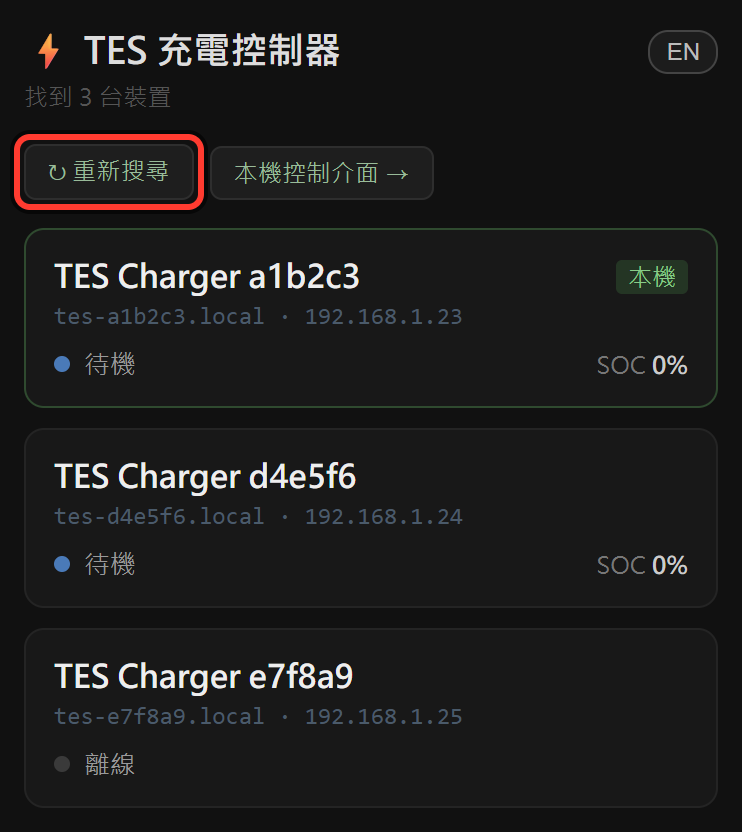 TES 充電控制器
EN
找到 3 台裝置
↻ 重新搜尋
本機控制介面 →
TES Charger a1b2c3
本機
tes-a1b2c3.local · 192.168.1.23
待機
SOC 0%
TES Charger d4e5f6
tes-d4e5f6.local · 192.168.1.24
待機
SOC 0%
TES Charger e7f8a9
tes-e7f8a9.local · 192.168.1.25
離線